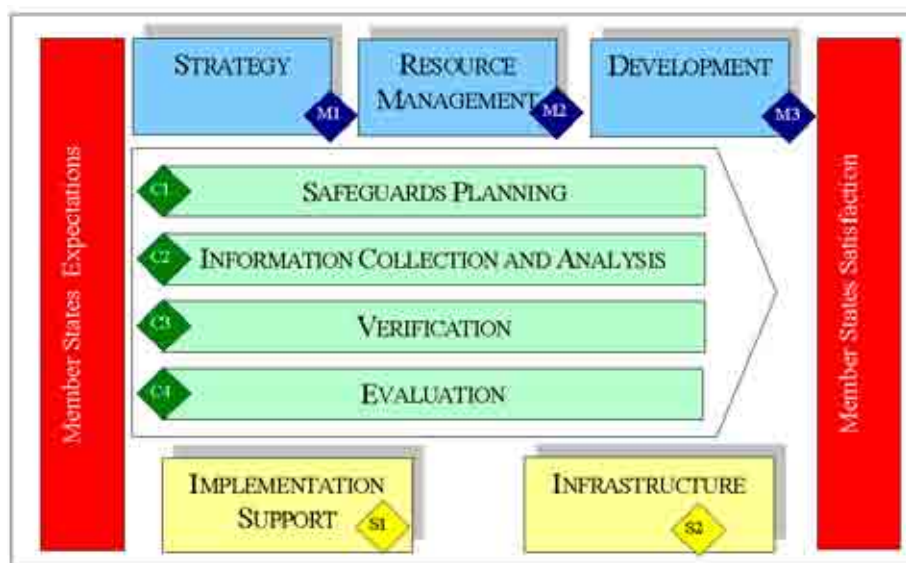 Member States Expectations
STRATEGY
M1
RESOURCE
MANAGEMENT
M2
DEVELOPMENT
M3
C1
SAFEGUARDS PLANNING
C2
INFORMATION COLLECTION AND ANALYSIS
C3
VERIFICATION
C4
EVALUATION
IMPLEMENTATION
SUPPORT
S1
INFRASTRUCTURE
S2
Member States Satisfaction